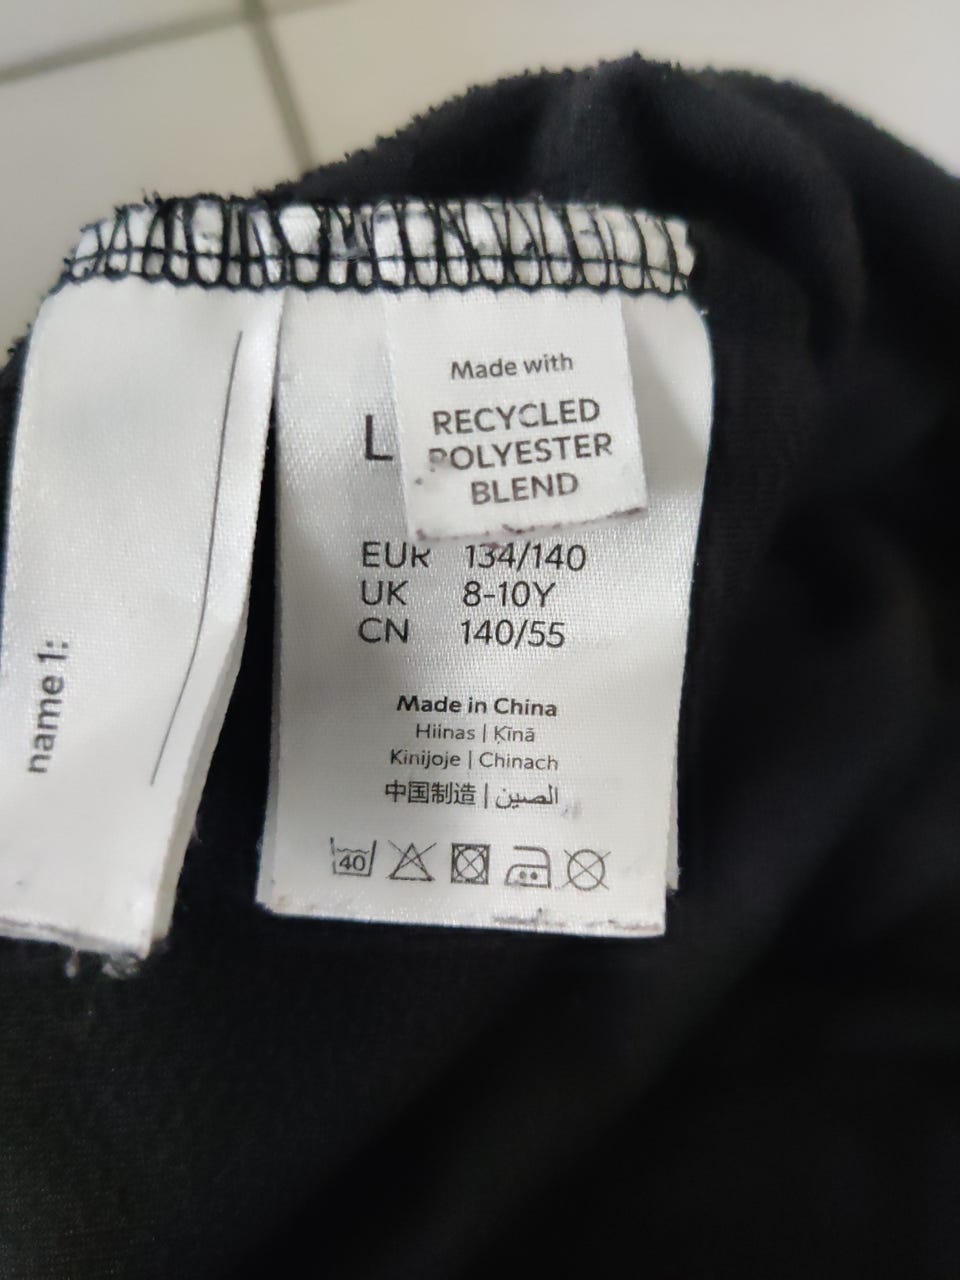 name 1:
Made with
RECYCLED
POLYESTER
BLEND
L
EUR 134/140
UK 8-10Y
CN 140/55
Made in China
Hiinas | Ķīnā
Kinijoje | Chinach
中国制造 | الصين
40